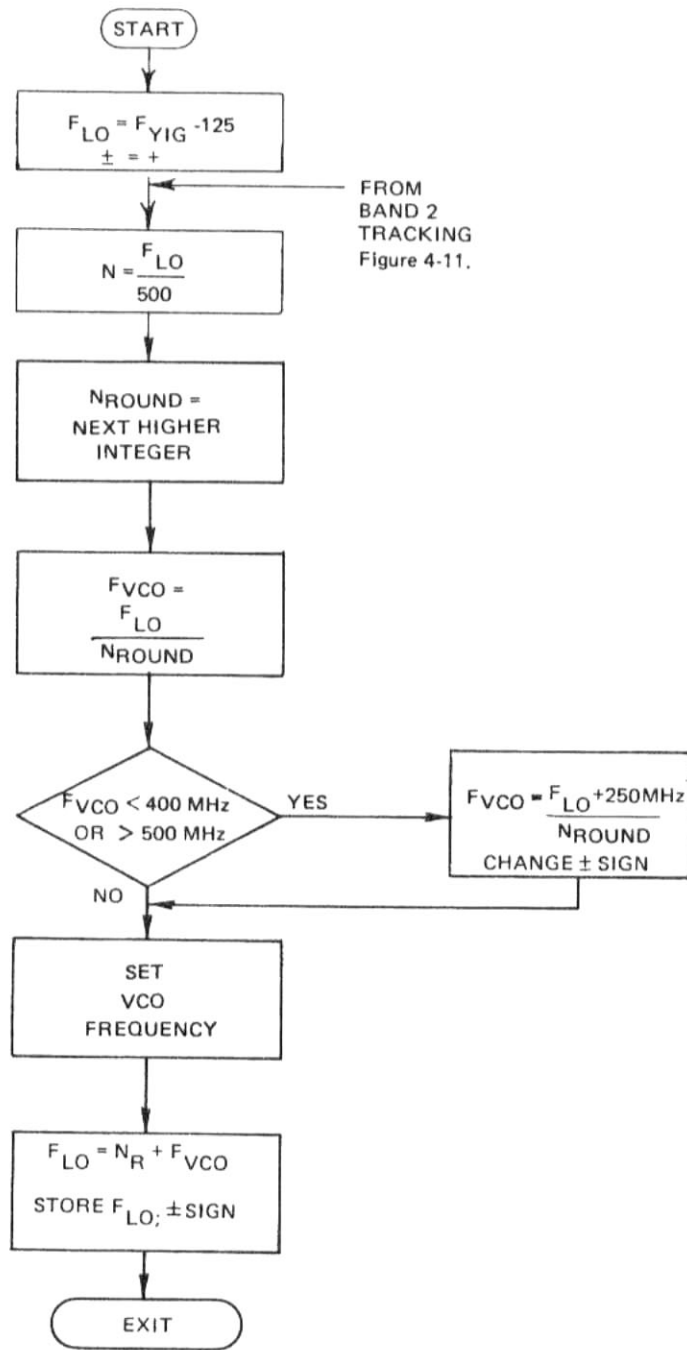 START
F_LO = F_YIG -125
± = +
FROM
BAND 2
TRACKING
Figure 4-11.
N = F_LO
500
N_ROUND =
NEXT HIGHER
INTEGER
F_VCO =
F_LO
N_ROUND
F_VCO < 400 MHz
OR > 500 MHz
YES
F_VCO = F_LO +250 MHz
N_ROUND
CHANGE ± SIGN
NO
SET
VCO
FREQUENCY
F_LO = N_R + F_VCO
STORE F_LO; ± SIGN
EXIT